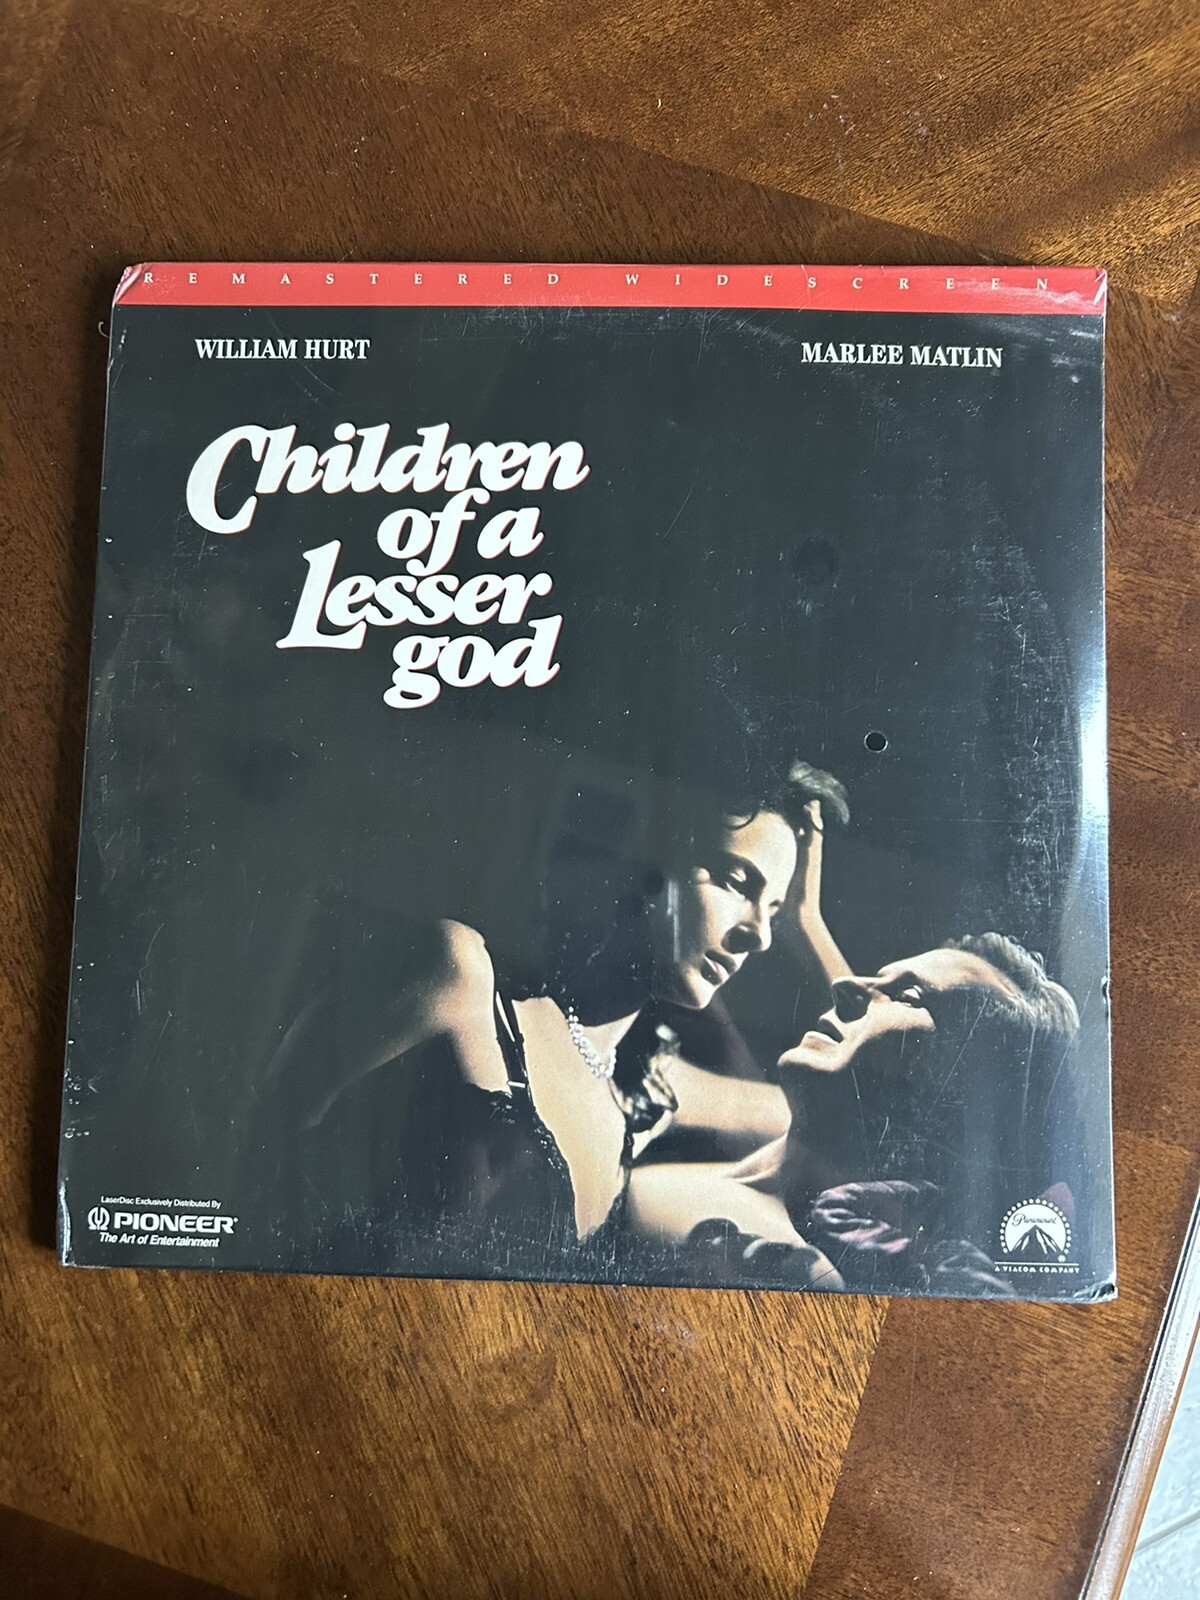 REMASTERED WIDESCREEN
WILLIAM HURT
MARLEE MATLIN
Children
of a
Lesser
god
LaserDisc Exclusively Distributed By
PIONEER®
The Art of Entertainment
Paramount
®
A VIACOM COMPANY